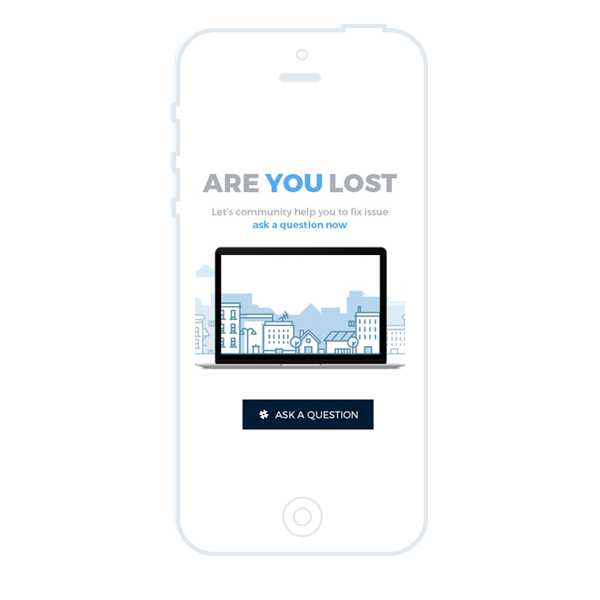 ARE YOU LOST
Let's community help you to fix issue
ask a question now
ASK A QUESTION